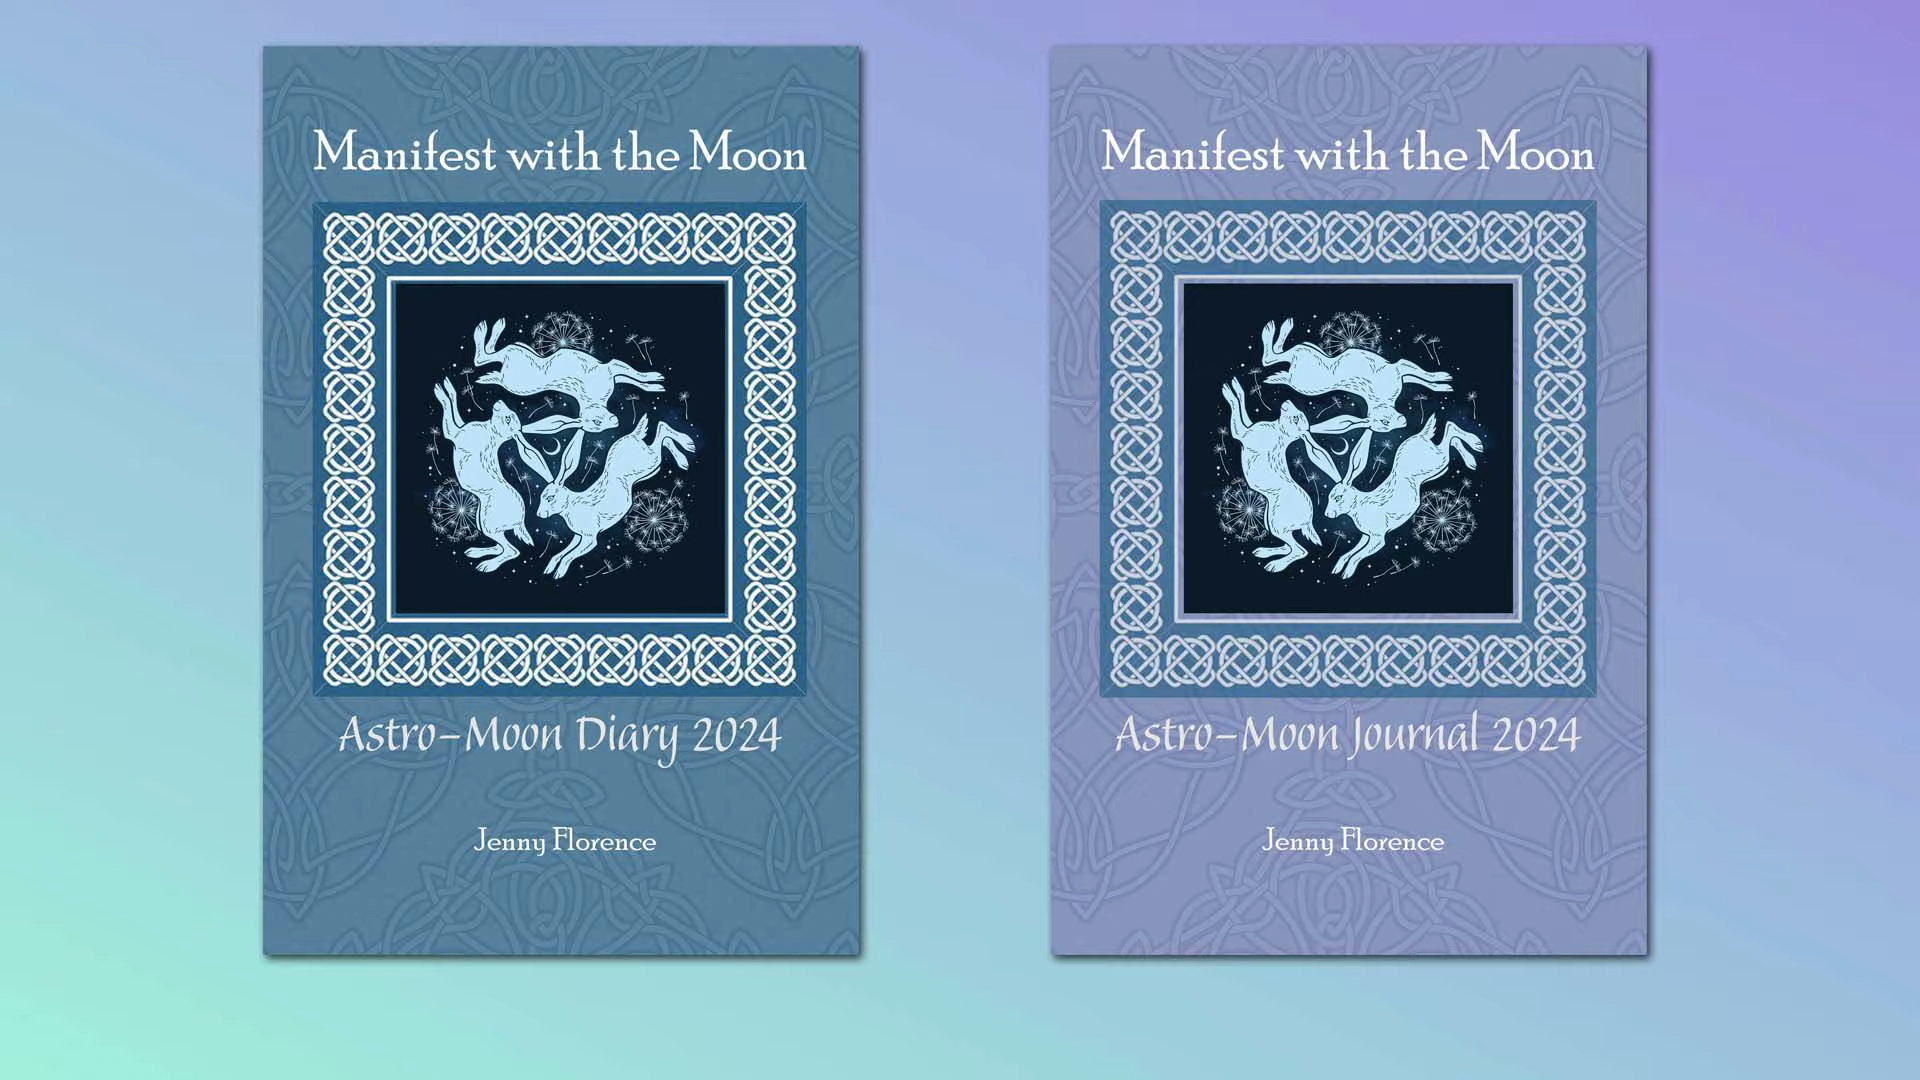 Manifest with the Moon
Astro-Moon Diary 2024
Jenny Florence
Manifest with the Moon
Astro-Moon Journal 2024
Jenny Florence